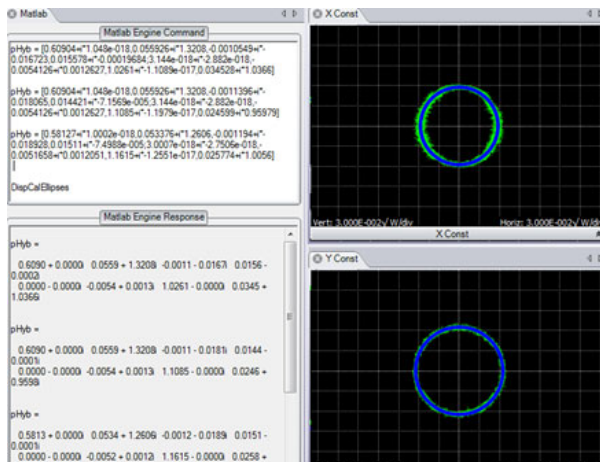 Matlab
Matlab Engine Command
pHyb = [0.60904+i*1.048e-018,0.055926+i*1.3208,-0.0010549+i*-
0.016723,0.015578+i*-0.00019684;3.144e-018+i*-2.882e-018,-
0.0054126+i*0.0012627,1.0261+i*-1.1089e-017,0.034528+i*1.0366]
pHyb = [0.60904+i*1.048e-018,0.055926+i*1.3208,-0.0011396+i*-
0.018065,0.014421+i*-7.1569e-005;3.144e-018+i*-2.882e-018,-
0.0054126+i*0.0012627,1.1085+i*-1.1979e-017,0.024599+i*0.95979]
pHyb = [0.58127+i*1.0002e-018,0.053376+i*1.2606,-0.001194+i*-
0.018928,0.01511+i*-7.4988e-005;3.0007e-018+i*-2.7506e-018,-
0.0051658+i*0.0012051,1.1615+i*-1.2551e-017,0.025774+i*1.0056]
DispCalEllipses
Matlab Engine Response
pHyb =
0.6090 + 0.0000i 0.0559 + 1.3208i -0.0011 - 0.0167i 0.0156 -
0.0002i
0.0000 - 0.0000i -0.0054 + 0.0013i 1.0261 - 0.0000i 0.0345 +
1.0366i
pHyb =
0.6090 + 0.0000i 0.0559 + 1.3208i -0.0011 - 0.0181i 0.0144 -
0.0001i
0.0000 - 0.0000i -0.0054 + 0.0013i 1.1085 - 0.0000i 0.0246 +
0.9598i
pHyb =
0.5813 + 0.0000i 0.0534 + 1.2606i -0.0012 - 0.0189i 0.0151 -
0.0001i
0.0000 - 0.0000i -0.0052 + 0.0012i 1.1615 - 0.0000i 0.0258 +
X Const
Vert: 3.000E-002√ W/div Horiz: 3.000E-002√ W/div
X Const
Y Const